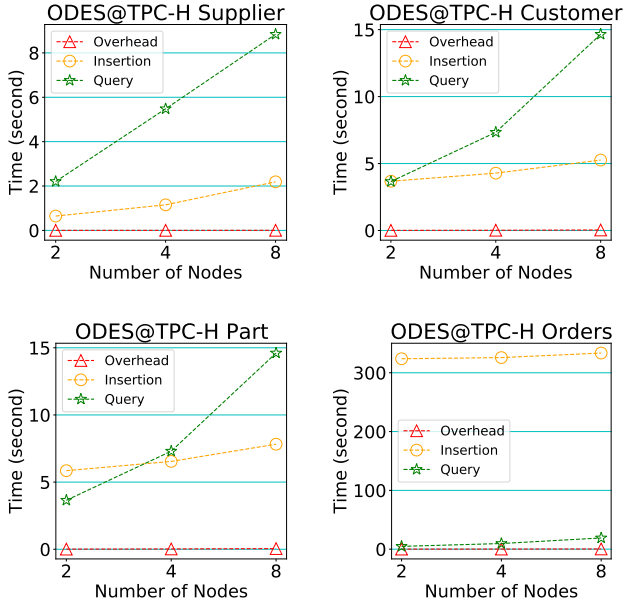 ODES@TPC-H Supplier
Time (second)
8
6
4
2
0
Overhead
Insertion
Query
2 4 8
Number of Nodes
ODES@TPC-H Customer
Time (second)
15
10
5
0
Overhead
Insertion
Query
2 4 8
Number of Nodes
ODES@TPC-H Part
Time (second)
15
10
5
0
Overhead
Insertion
Query
2 4 8
Number of Nodes
ODES@TPC-H Orders
Time (second)
300
200
100
0
Overhead
Insertion
Query
2 4 8
Number of Nodes